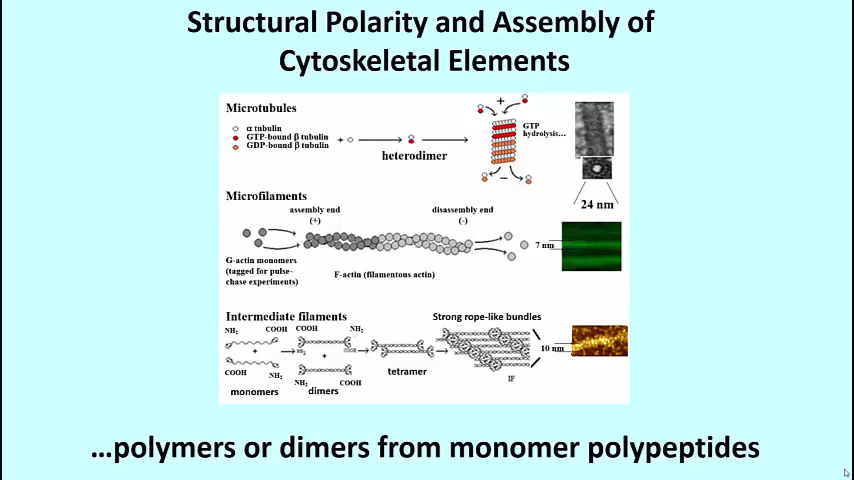 Structural Polarity and Assembly of
Cytoskeletal Elements
Microtubules
α tubulin
GTP-bound β tubulin
GDP-bound β tubulin
+
heterodimer
+
GTP
hydrolysis...
−
24 nm
Microfilaments
assembly end
(+)
disassembly end
(-)
7 nm
G-actin monomers
(tagged for pulse-
chase experiments)
F-actin (filamentous actin)
Intermediate filaments
Strong rope-like bundles
NH2 COOH COOH NH2
+
NH2 COOH
+
COOH NH2
NH2 COOH
monomers dimers
tetramer
IF
10 nm
...polymers or dimers from monomer polypeptides